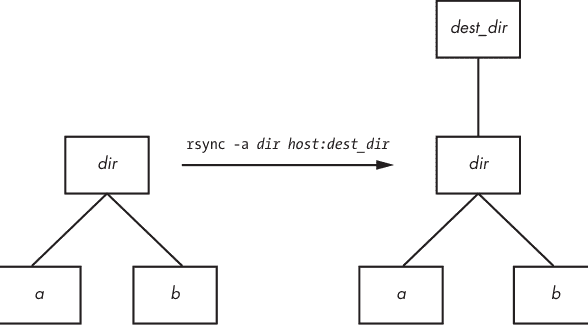 dest_dir
rsync -a dir host:dest_dir
dir
dir
a
b
a
b